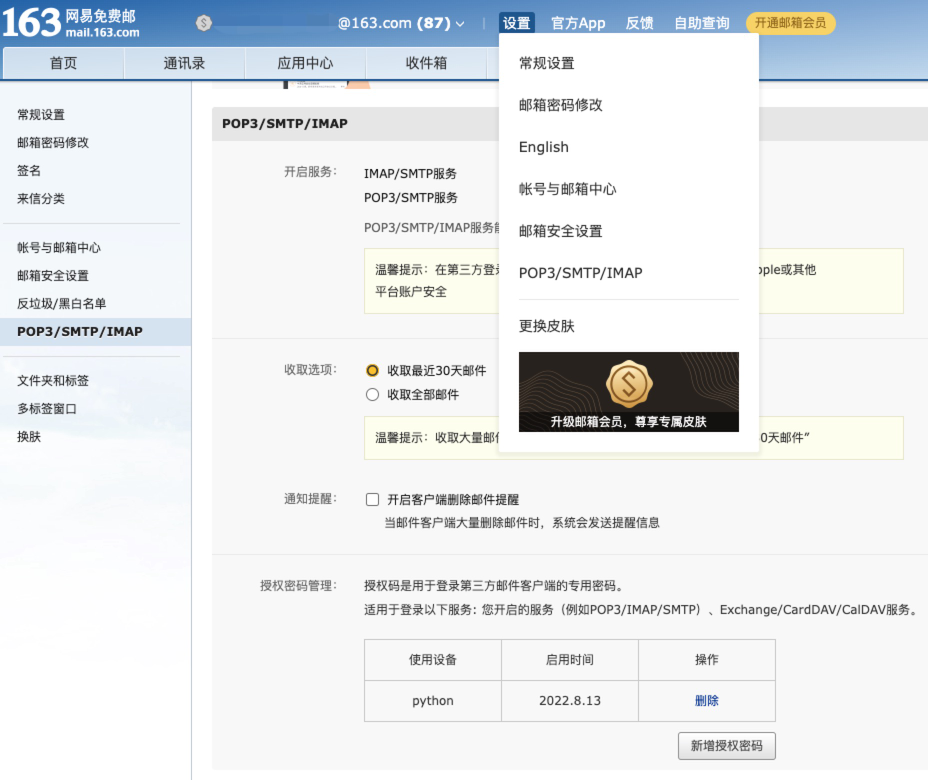 163 网易免费邮
mail.163.com
@163.com (87)
设置
官方App
反馈
自助查询
开通邮箱会员
首页
通讯录
应用中心
收件箱
常规设置
邮箱密码修改
签名
来信分类
帐号与邮箱中心
邮箱安全设置
反垃圾/黑白名单
POP3/SMTP/IMAP
文件夹和标签
多标签窗口
换肤
常规设置
邮箱密码修改
English
帐号与邮箱中心
邮箱安全设置
POP3/SMTP/IMAP
更换皮肤
升级邮箱会员，尊享专属皮肤
POP3/SMTP/IMAP
开启服务：
IMAP/SMTP服务
POP3/SMTP服务
POP3/SMTP/IMAP服务
温馨提示：在第三方登 ple或其他
平台账户安全
收取选项：
收取最近30天邮件
收取全部邮件
温馨提示：收取大量邮 0天邮件”
通知提醒：
开启客户端删除邮件提醒
当邮件客户端大量删除邮件时，系统会发送提醒信息
授权密码管理：
授权码是用于登录第三方邮件客户端的专用密码。
适用于登录以下服务：您开启的服务（例如POP3/IMAP/SMTP）、Exchange/CardDAV/CalDAV服务。
使用设备 启用时间 操作
python 2022.8.13 删除
新增授权密码